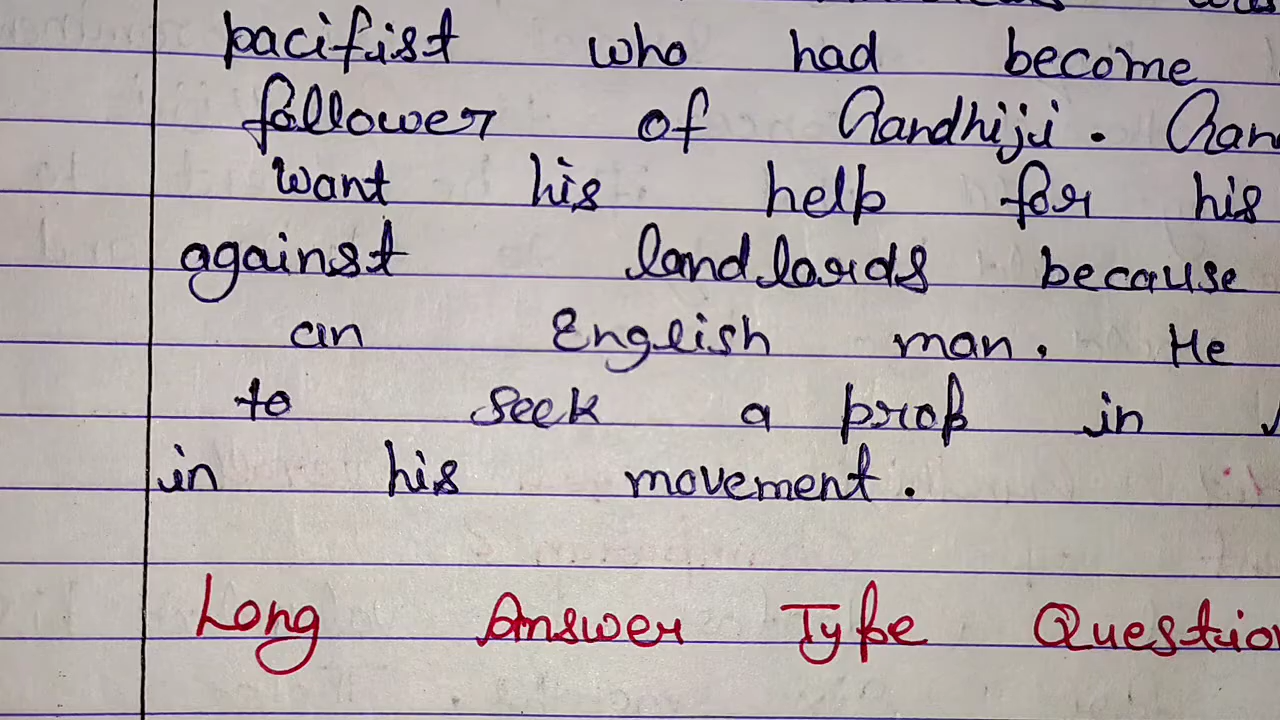 pacifist who had become
follower of Gandhiji.
want his help for his
against landlords because
an English man. He
to seek a prop in
in his movement.
Long Answer Type